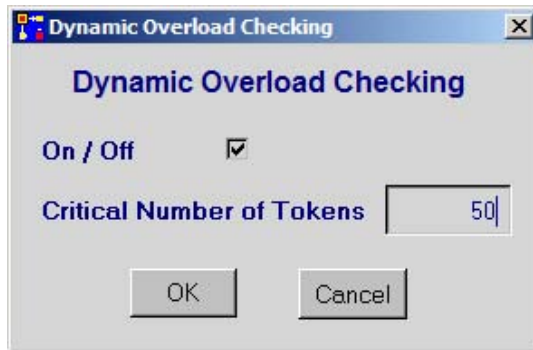 Dynamic Overload Checking
Dynamic Overload Checking
On / Off
Critical Number of Tokens 50
OK Cancel